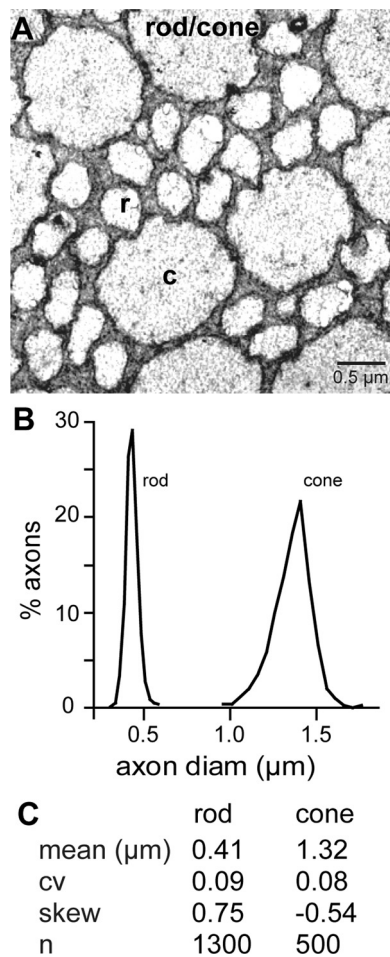 A
rod/cone
r
c
0.5 µm
B
30
rod
cone
20
% axons
10
0
0.5 1.0 1.5
axon diam (µm)
C rod cone
mean (µm) 0.41 1.32
cv 0.09 0.08
skew 0.75 -0.54
n 1300 500